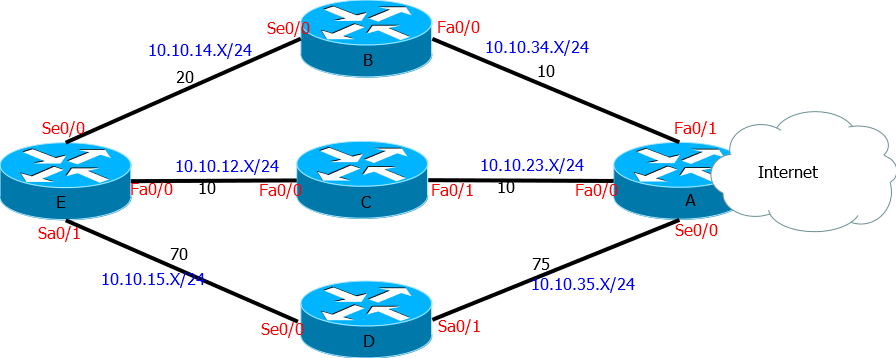 Se0/0
B
Fa0/0
10.10.14.X/24
10.10.34.X/24
20
10
Se0/0
Fa0/1
E
10.10.12.X/24
Fa0/0
10
Fa0/0
C
10.10.23.X/24
Fa0/1
10
Fa0/0
A
Internet
Sa0/1
Se0/0
70
10.10.15.X/24
75
10.10.35.X/24
Se0/0
D
Sa0/1